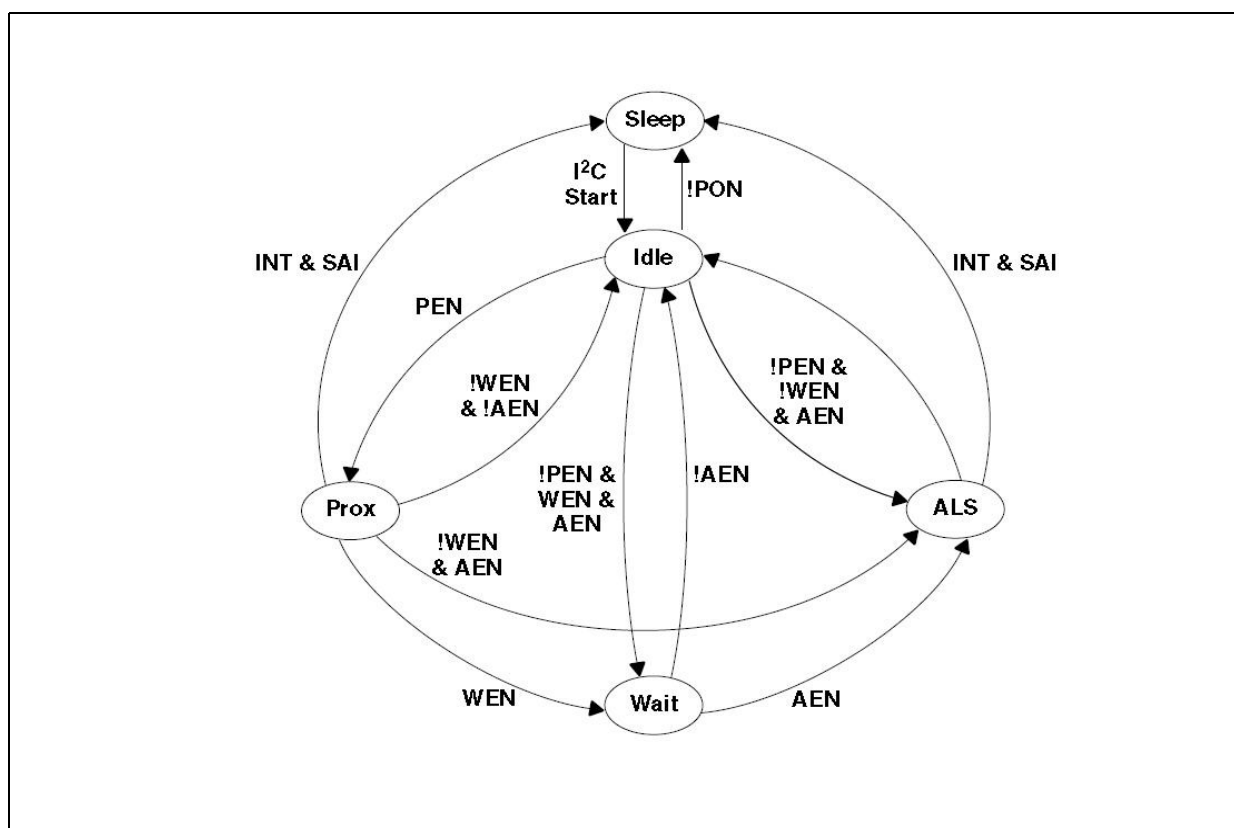 Sleep
I²C
Start
!PON
Idle
INT & SAI
INT & SAI
PEN
!WEN
& !AEN
!PEN &
!WEN
& AEN
!PEN &
WEN &
AEN
!AEN
Prox
ALS
!WEN
& AEN
WEN
Wait
AEN